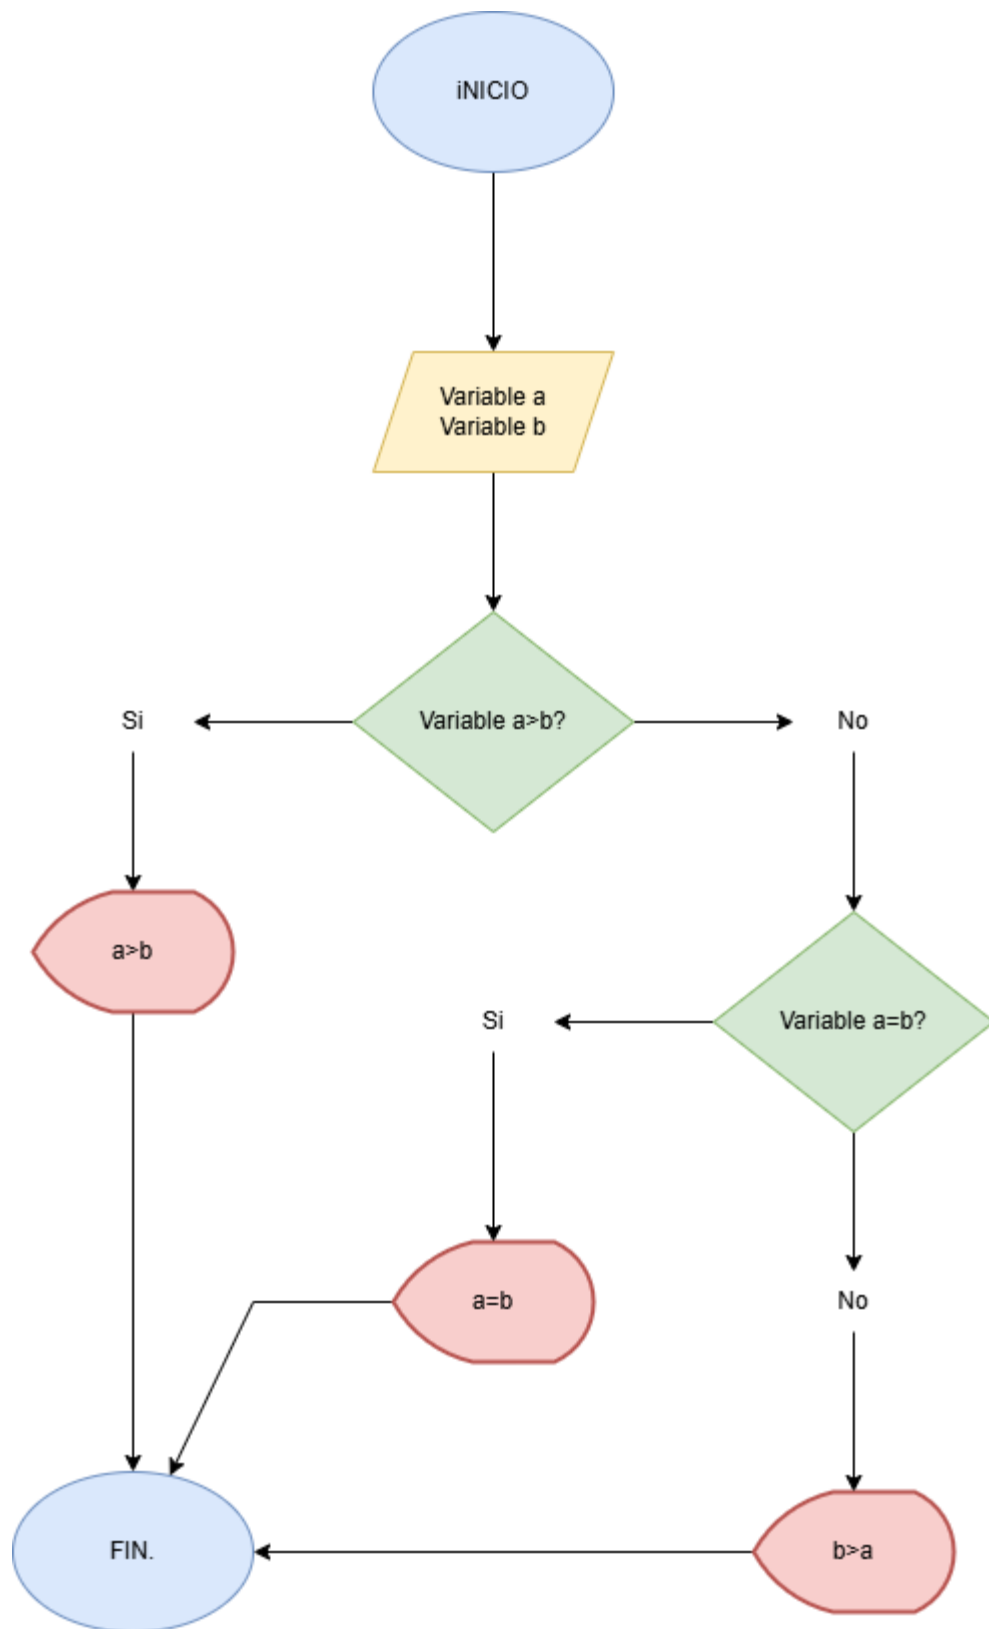 iNICIO
Variable a
Variable b
Variable a>b?
Si
No
a>b
Variable a=b?
Si
a=b
No
b>a
FIN.